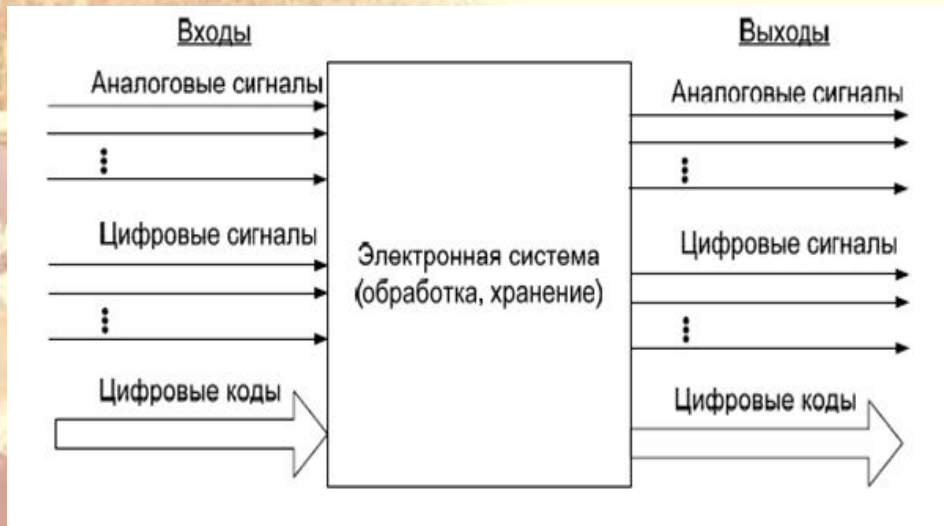 Входы
Аналоговые сигналы
Цифровые сигналы
Цифровые коды
Электронная система
(обработка, хранение)
Выходы
Аналоговые сигналы
Цифровые сигналы
Цифровые коды